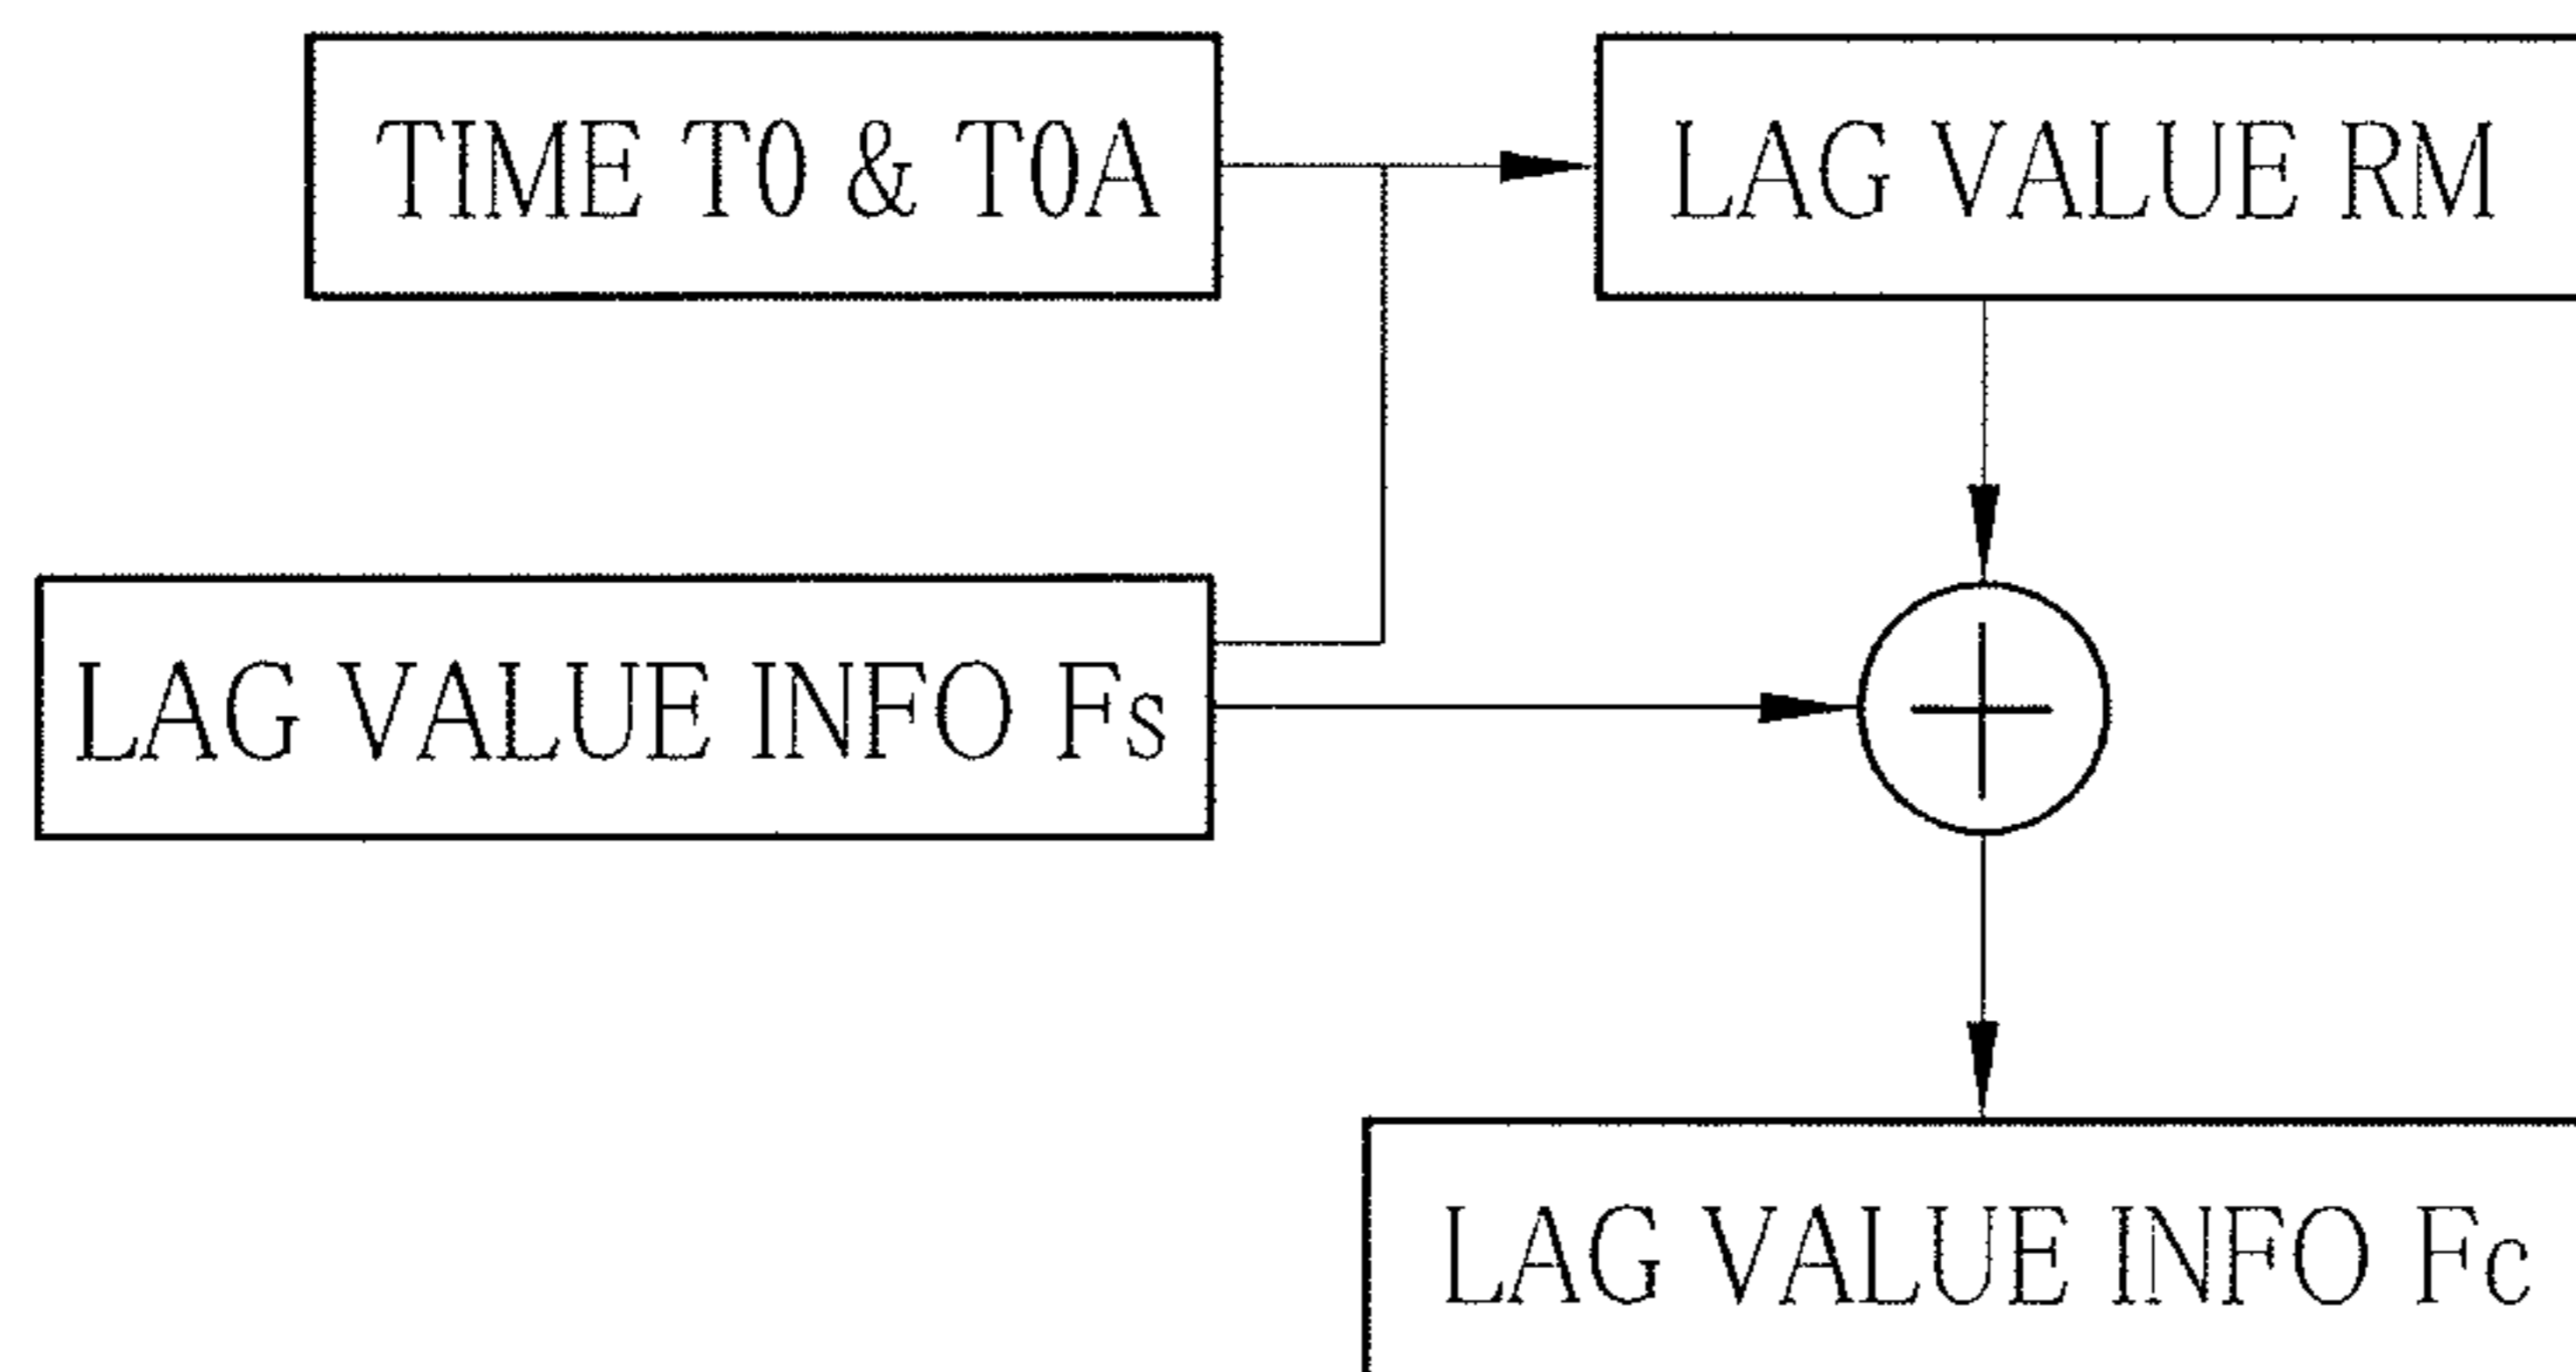 TIME T0 & T0A
LAG VALUE RM
LAG VALUE INFO Fs
LAG VALUE INFO Fc